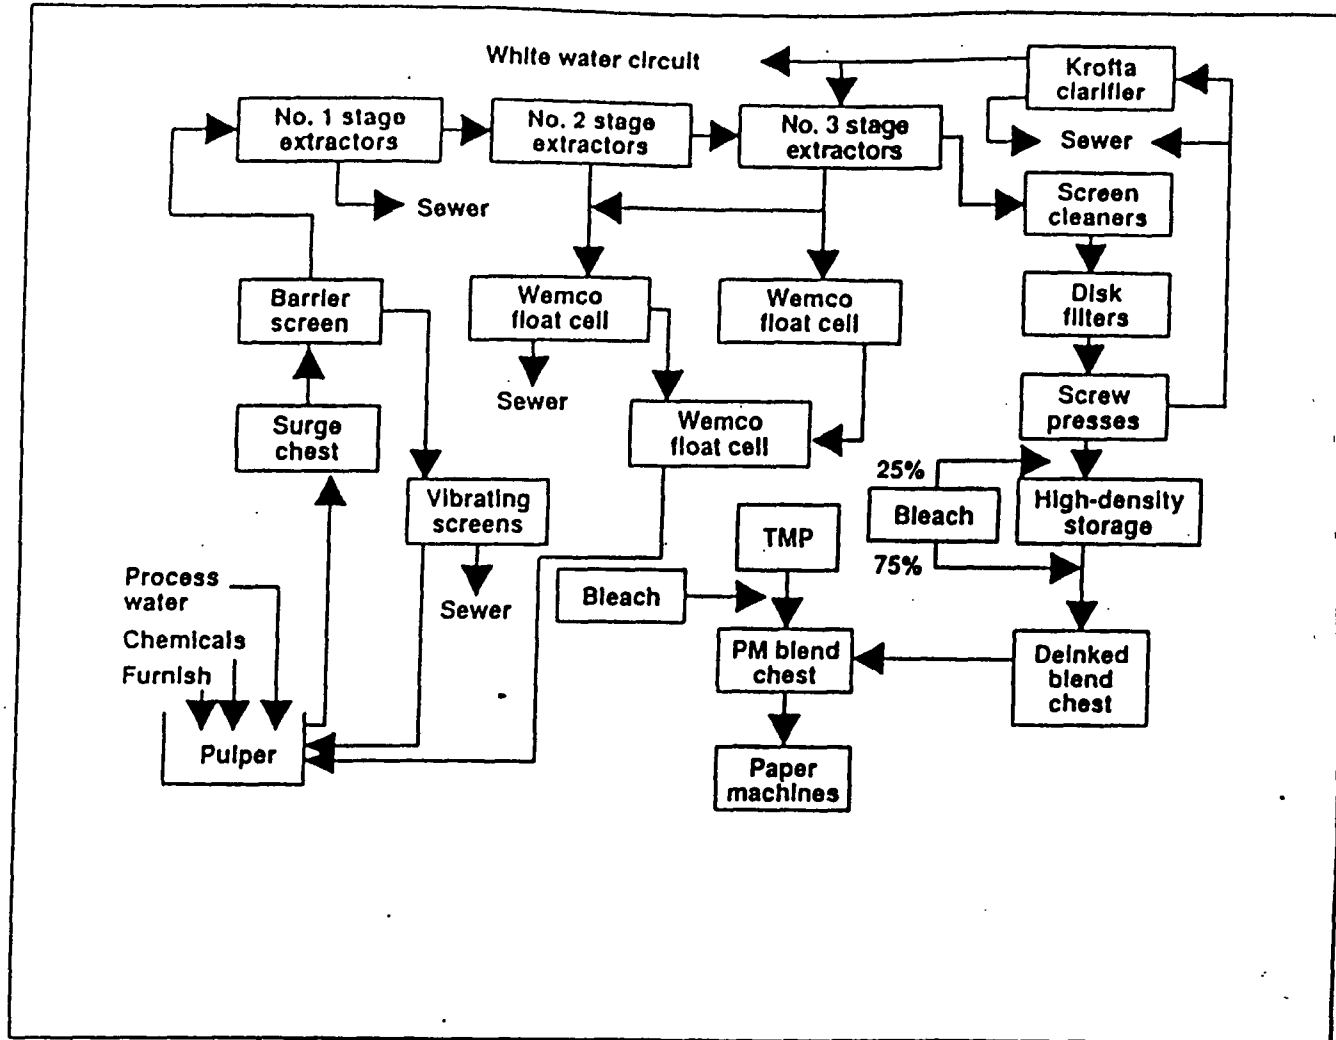 White water circuit
Krofta
clarifier
No. 1 stage
extractors
No. 2 stage
extractors
No. 3 stage
extractors
Sewer
Sewer
Screen
cleaners
Barrier
screen
Wemco
float cell
Wemco
float cell
Disk
filters
Sewer
Surge
chest
Wemco
float cell
Screw
presses
25%
Vibrating
screens
TMP
Bleach
High-density
storage
75%
Process
water
Sewer
Bleach
Chemicals
Furnish
PM blend
chest
Deinked
blend
chest
Pulper
Paper
machines